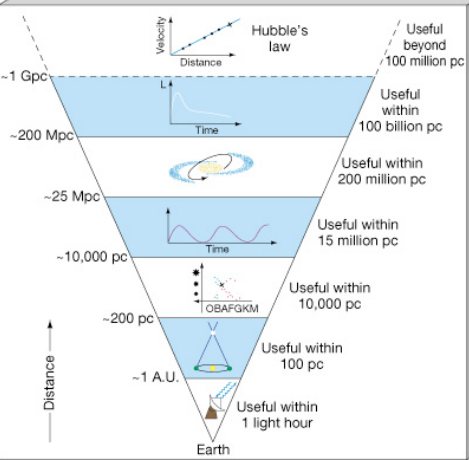 Velocity
Distance
Hubble's
law
Useful
beyond
100 million pc
~1 Gpc
L
Time
Useful
within
100 billion pc
~200 Mpc
Useful within
200 million pc
~25 Mpc
Time
Useful within
15 million pc
~10,000 pc
OBAFGKM
Useful within
10,000 pc
~200 pc
Useful within
100 pc
~1 A.U.
Distance
Useful within
1 light hour
Earth